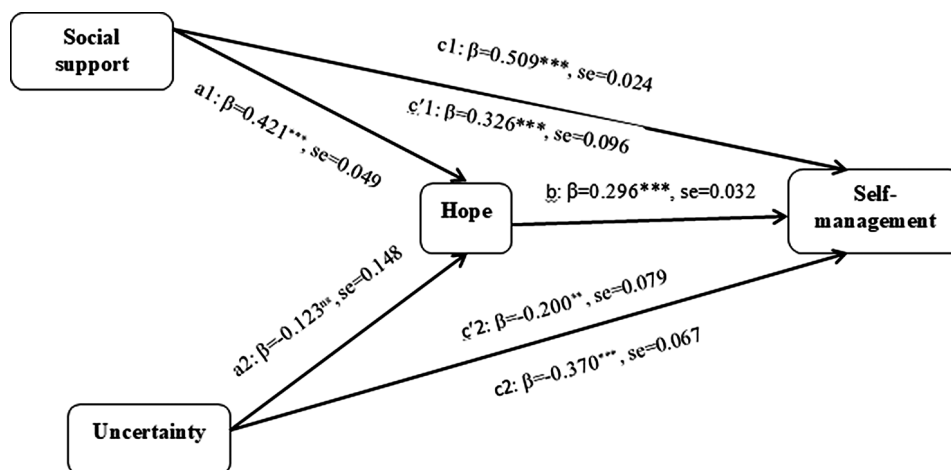 Social
support
c1: β=0.509***, se=0.024
a1: β=0.421***, se=0.049
c'1: β=0.326***, se=0.096
Hope
b: β=0.296***, se=0.032
Self-
management
a2: β=-0.123ⁿˢ, se=0.148
c'2: β=-0.200**, se=0.079
c2: β=-0.370***, se=0.067
Uncertainty